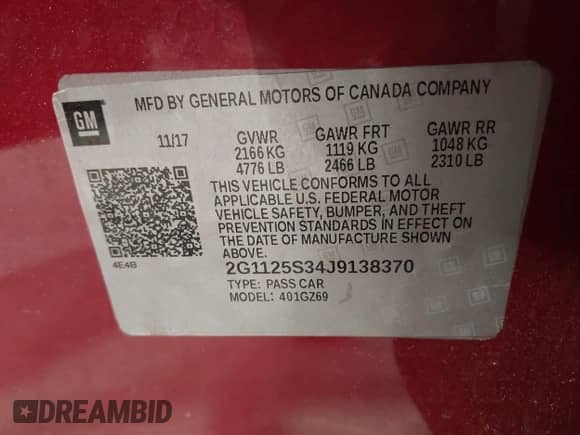 MFD BY GENERAL MOTORS OF CANADA COMPANY
GM
11/17 GVWR GAWR FRT GAWR RR
2166 KG 1119 KG 1048 KG
4776 LB 2466 LB 2310 LB
THIS VEHICLE CONFORMS TO ALL
APPLICABLE U.S. FEDERAL MOTOR
VEHICLE SAFETY, BUMPER, AND THEFT
PREVENTION STANDARDS IN EFFECT ON
THE DATE OF MANUFACTURE SHOWN
ABOVE.
4E4B
2G1125S34J9138370
TYPE: PASS CAR
MODEL: 401GZ69
DREAMBID